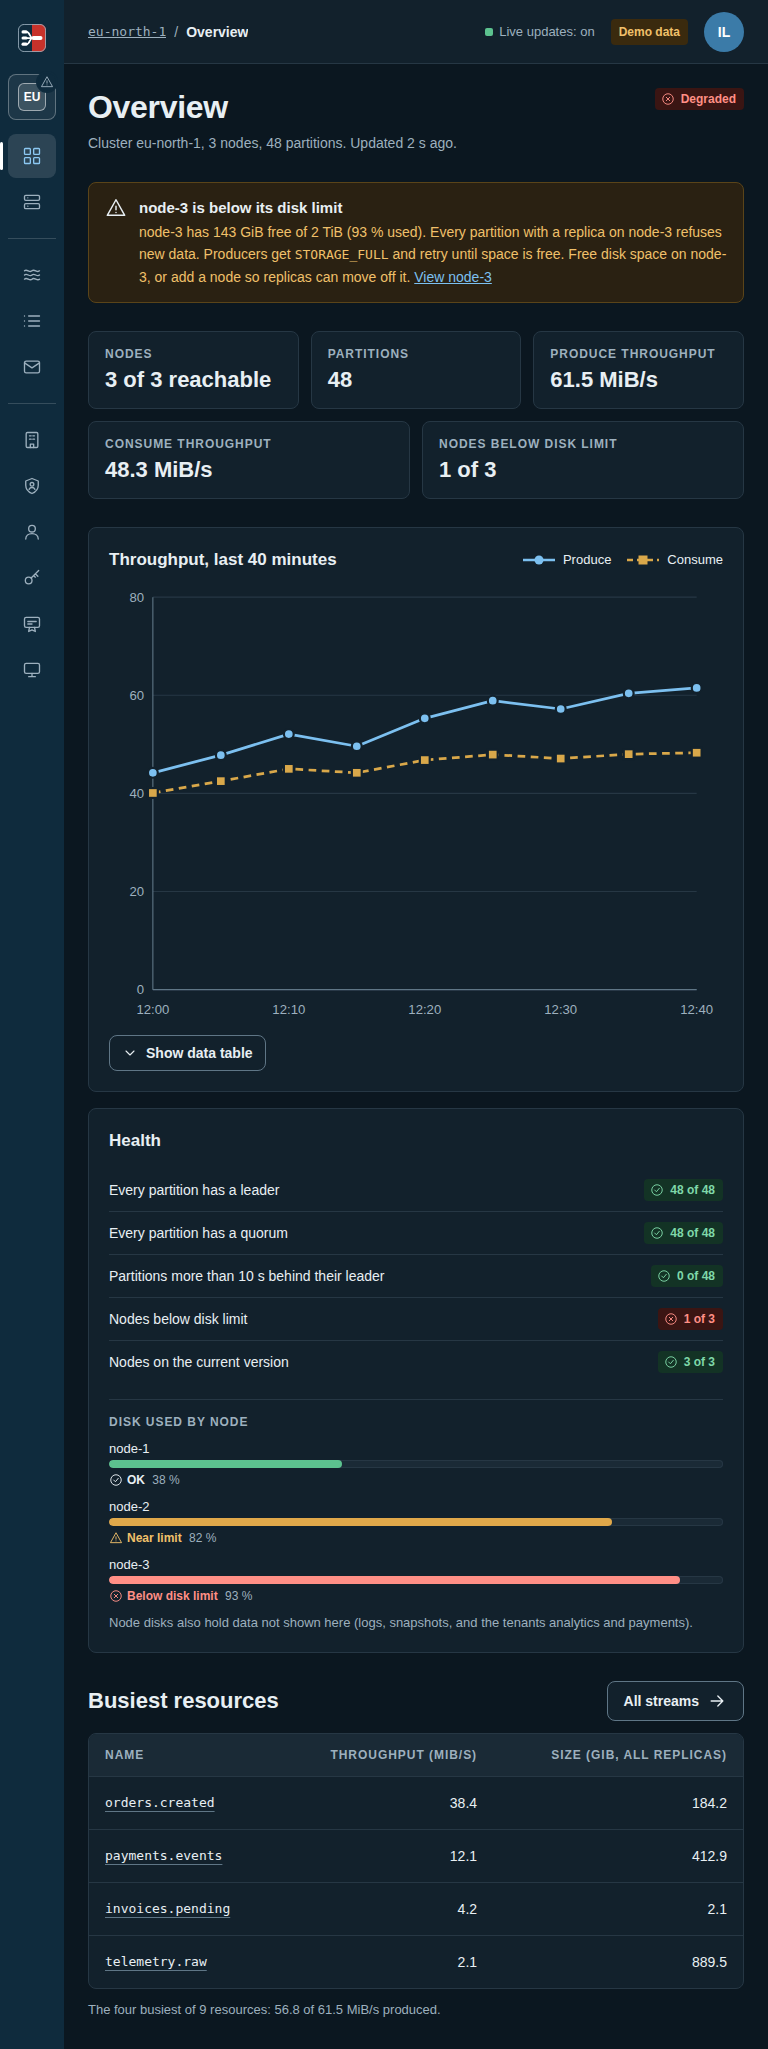 eu-north-1 / Overview
Live updates: on
Demo data
IL
EU
Overview
Degraded
Cluster eu-north-1, 3 nodes, 48 partitions. Updated 2 s ago.
node-3 is below its disk limit
node-3 has 143 GiB free of 2 TiB (93 % used). Every partition with a replica on node-3 refuses
new data. Producers get STORAGE_FULL and retry until space is free. Free disk space on node-
3, or add a node so replicas can move off it. View node-3
NODES
3 of 3 reachable
PARTITIONS
48
PRODUCE THROUGHPUT
61.5 MiB/s
CONSUME THROUGHPUT
48.3 MiB/s
NODES BELOW DISK LIMIT
1 of 3
Throughput, last 40 minutes
Produce
Consume
80
60
40
20
0
12:00
12:10
12:20
12:30
12:40
Show data table
Health
Every partition has a leader
48 of 48
Every partition has a quorum
48 of 48
Partitions more than 10 s behind their leader
0 of 48
Nodes below disk limit
1 of 3
Nodes on the current version
3 of 3
DISK USED BY NODE
node-1
OK 38 %
node-2
Near limit 82 %
node-3
Below disk limit 93 %
Node disks also hold data not shown here (logs, snapshots, and the tenants analytics and payments).
Busiest resources
All streams
NAME THROUGHPUT (MIB/S) SIZE (GIB, ALL REPLICAS)
orders.created 38.4 184.2
payments.events 12.1 412.9
invoices.pending 4.2 2.1
telemetry.raw 2.1 889.5
The four busiest of 9 resources: 56.8 of 61.5 MiB/s produced.